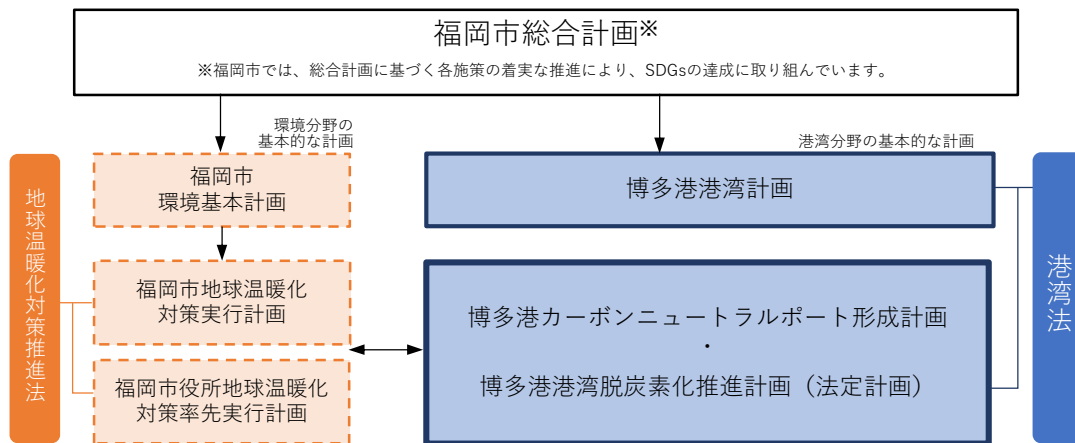 福岡市総合計画※
※福岡市では、総合計画に基づく各施策の着実な推進により、SDGsの達成に取り組んでいます。
環境分野の
基本的な計画
港湾分野の基本的な計画
地球温暖化対策推進法
福岡市
環境基本計画
博多港港湾計画
港湾法
福岡市地球温暖化
対策実行計画
博多港カーボンニュートラルポート形成計画
・
博多港港湾脱炭素化推進計画（法定計画）
福岡市役所地球温暖化
対策率先実行計画